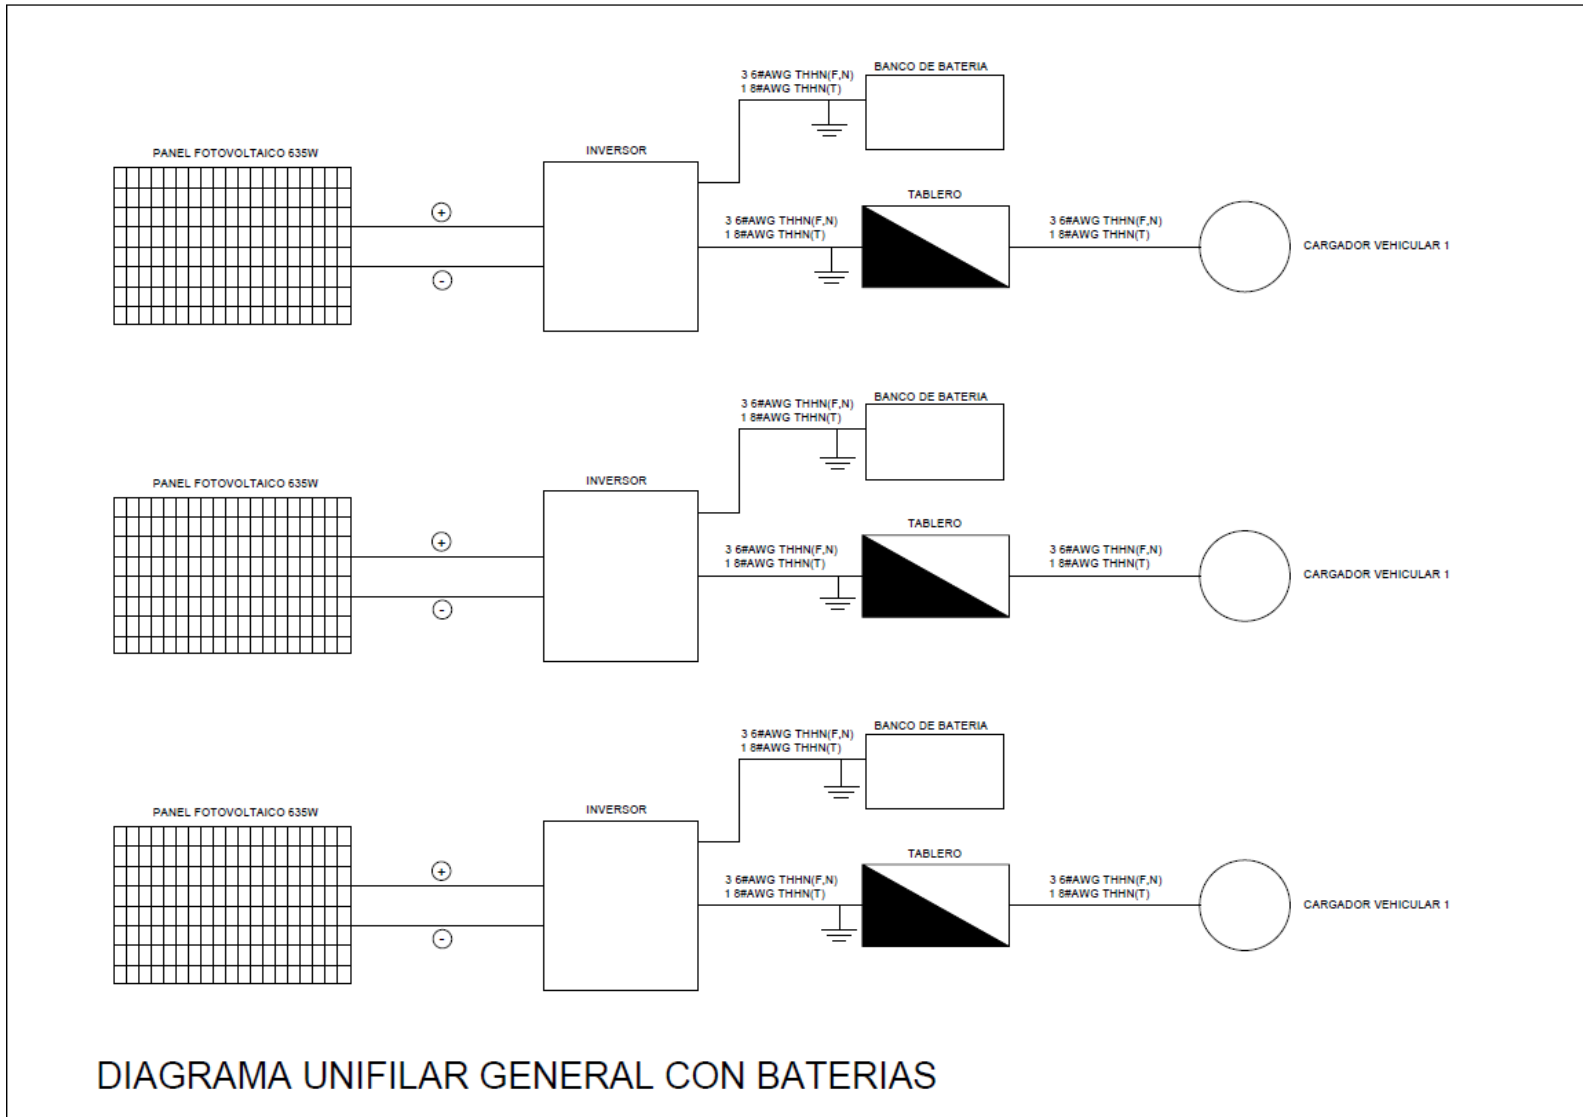 BANCO DE BATERIA
3 6#AWG THHN(F,N)
1 8#AWG THHN(T)
PANEL FOTOVOLTAICO 635W
INVERSOR
TABLERO
+
3 6#AWG THHN(F,N)
1 8#AWG THHN(T)
3 6#AWG THHN(F,N)
1 8#AWG THHN(T)
CARGADOR VEHICULAR 1
-
BANCO DE BATERIA
3 6#AWG THHN(F,N)
1 8#AWG THHN(T)
PANEL FOTOVOLTAICO 635W
INVERSOR
TABLERO
+
3 6#AWG THHN(F,N)
1 8#AWG THHN(T)
3 6#AWG THHN(F,N)
1 8#AWG THHN(T)
CARGADOR VEHICULAR 1
-
BANCO DE BATERIA
3 6#AWG THHN(F,N)
1 8#AWG THHN(T)
PANEL FOTOVOLTAICO 635W
INVERSOR
TABLERO
+
3 6#AWG THHN(F,N)
1 8#AWG THHN(T)
3 6#AWG THHN(F,N)
1 8#AWG THHN(T)
CARGADOR VEHICULAR 1
-
DIAGRAMA UNIFILAR GENERAL CON BATERIAS